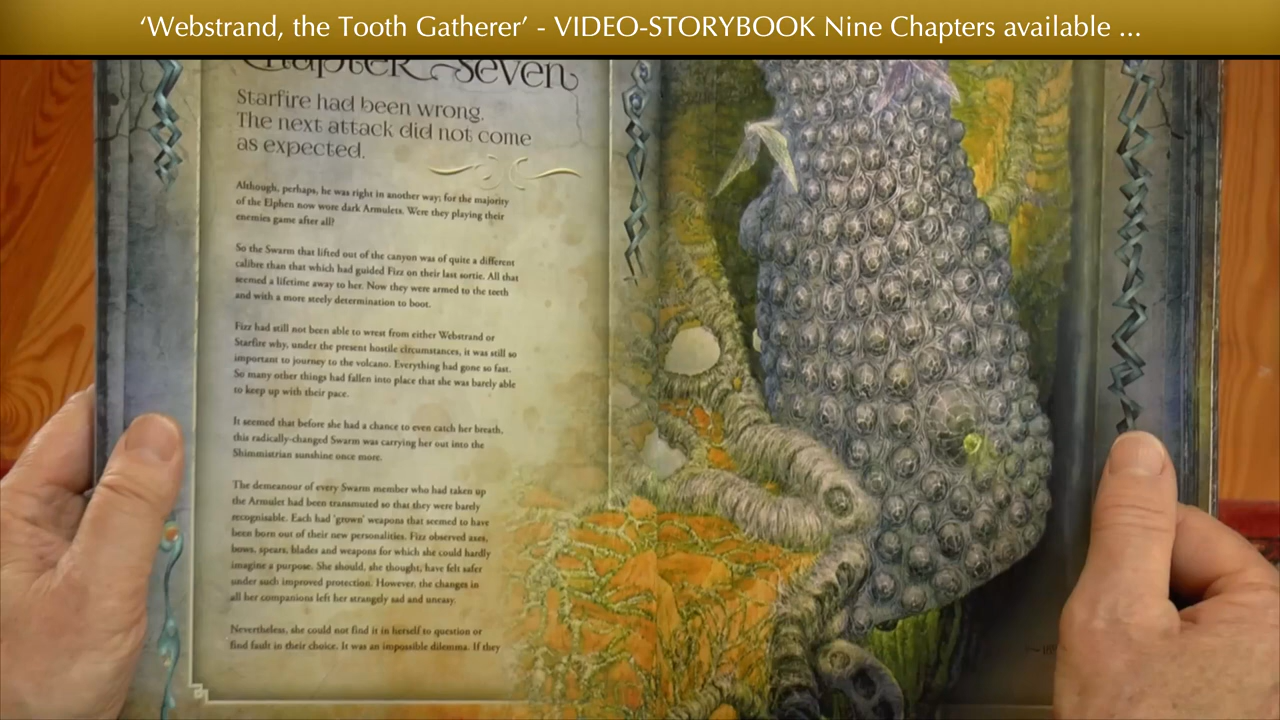 ‘Webstrand, the Tooth Gatherer’ - VIDEO-STORYBOOK Nine Chapters available ...
Chapter Seven
Starfire had been wrong.
The next attack did not come
as expected.
Although, perhaps, he was right in another way; for the majority
of the Elphen now wore dark Armulets. Were they playing their
enemies game after all?
So the Swarm that lifted out of the canyon was of quite a different
calibre than that which had guided Fizz on their last sortie. All that
seemed a lifetime away to her. Now they were armed to the teeth
and with a more steely determination to boot.
Fizz had still not been able to wrest from either Webstrand or
Starfire why, under the present hostile circumstances, it was still so
important to journey to the volcano. Everything had gone so fast.
So many other things had fallen into place that she was barely able
to keep up with their pace.
It seemed that before she had a chance to even catch her breath,
this radically-changed Swarm was carrying her out into the
Shimmistrian sunshine once more.
The demeanour of every Swarm member who had taken up
the Armulet had been transmuted so that they were barely
recognisable. Each had 'grown' weapons that seemed to have
been born out of their new personalities. Fizz observed axes,
bows, spears, blades and weapons for which she could hardly
imagine a purpose. She should, she thought, have felt safer
under such improved protection. However, the changes in
all her companions left her strangely sad and uneasy.
Nevertheless, she could not find it in herself to question or
find fault in their choice. It was an impossible dilemma. If they